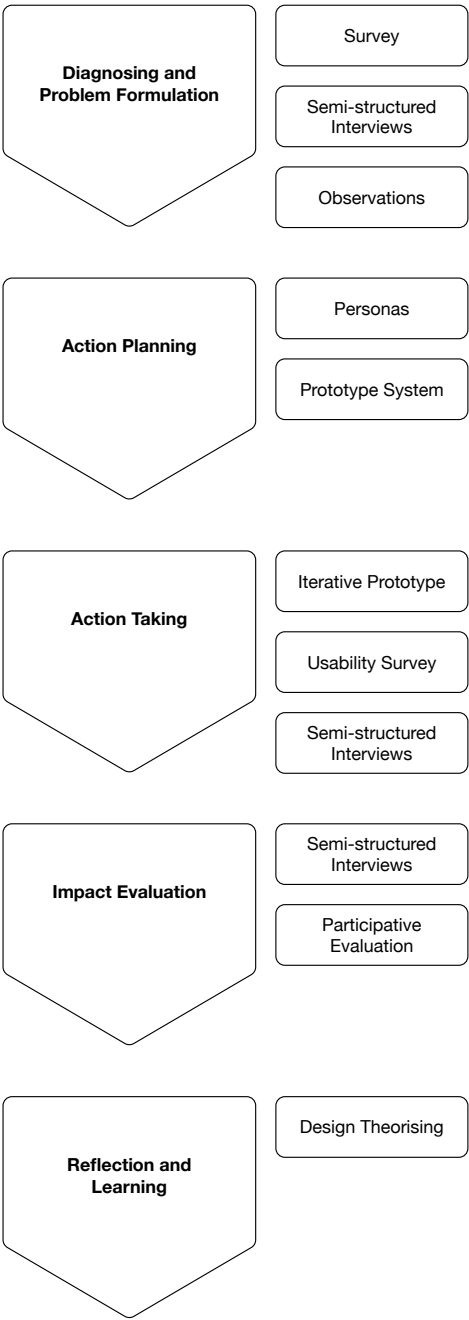 Diagnosing and
Problem Formulation
Survey
Semi-structured
Interviews
Observations
Action Planning
Personas
Prototype System
Action Taking
Iterative Prototype
Usability Survey
Semi-structured
Interviews
Impact Evaluation
Semi-structured
Interviews
Participative
Evaluation
Reflection and
Learning
Design Theorising